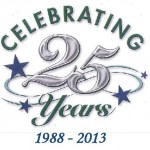 CELEBRATING
25
Years
1988 - 2013